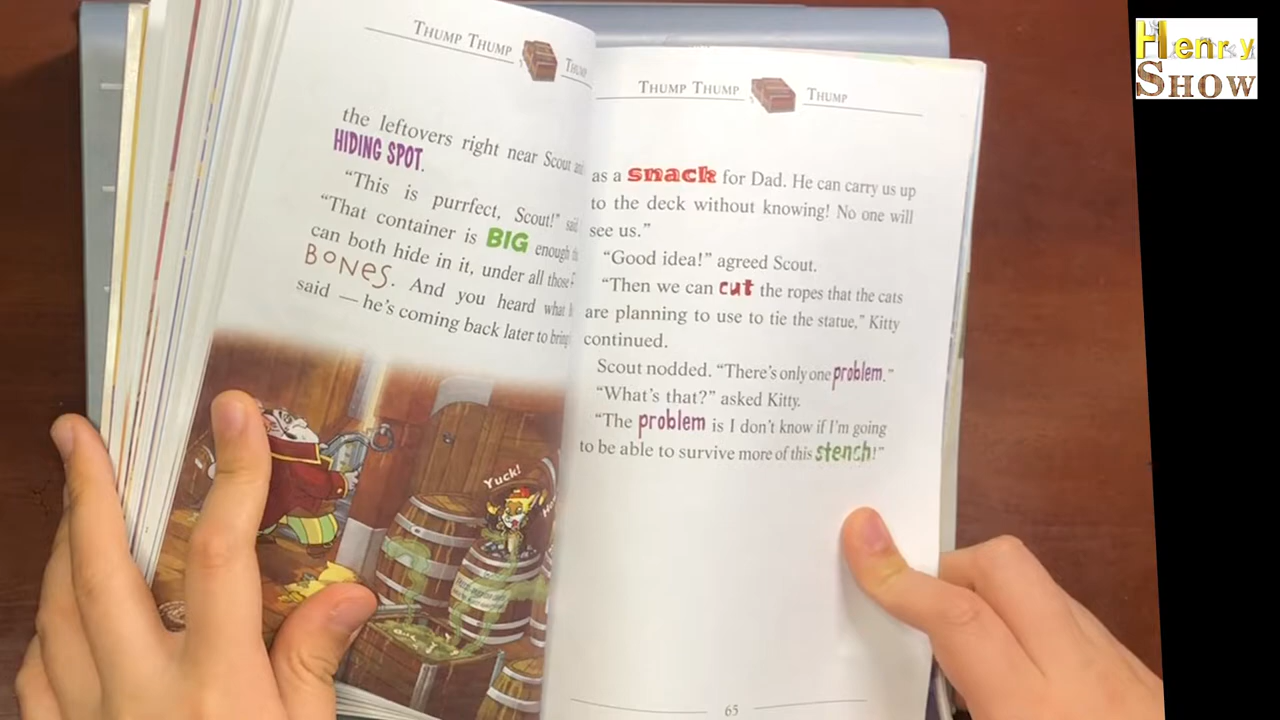 THUMP THUMP THUMP
the leftovers right near Scout and
HIDING SPOT.
"This is purrfect, Scout!" said
"That container is BIG enough
can both hide in it, under all those
BONES. And you heard what
said — he's coming back later to bring
Yuck!
THUMP THUMP THUMP
as a snack for Dad. He can carry us up
to the deck without knowing! No one will
see us."
"Good idea!" agreed Scout.
"Then we can cut the ropes that the cats
are planning to use to tie the statue," Kitty
continued.
Scout nodded. "There's only one problem."
"What's that?" asked Kitty.
"The problem is I don't know if I'm going
to be able to survive more of this stench!"
65
Henry
SHOW